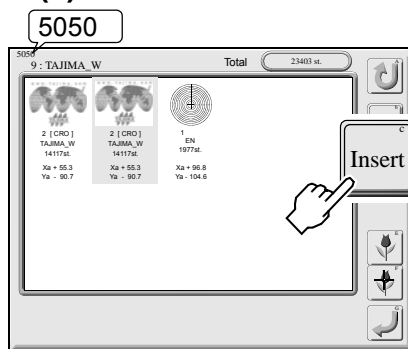 5050
5050
9 : TAJIMA_W
Total
23403 st.
2 [ CRO ]
TAJIMA_W
14117st.
Xa + 55.3
Ya - 90.7
2 [ CRO ]
TAJIMA_W
14117st.
Xa + 55.3
Ya - 90.7
1
EN
1977st.
Xa + 96.8
Ya - 104.6
A
B
C
Insert
E
F
G